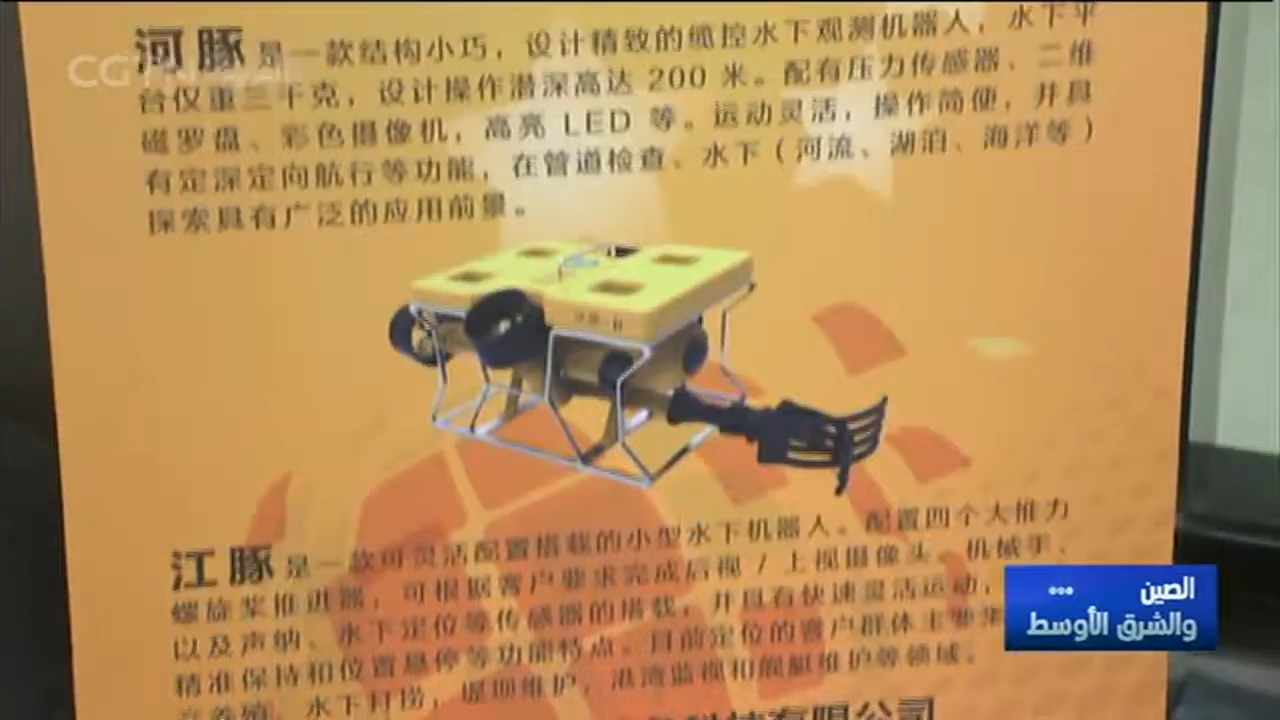 河豚是一款结构小巧，设计精致的缆控水下观测机器人，水下平
台仅重三千克，设计操作潜深高达 200 米。配有压力传感器、二维
磁罗盘、彩色摄像机，高亮 LED 等。运动灵活，操作简便，并具
有定深定向航行等功能，在管道检查、水下（河流、湖泊、海洋等）
探索具有广泛的应用前景。
江豚是一款可灵活配置搭载的小型水下机器人。配置四个大推力
螺旋桨推进器，可根据客户要求完成后视 / 上视摄像头、机械手、
以及声呐、水下定位等传感器的搭载，并具有快速灵活运动，
精准保持和位置悬停等功能特点。目前定位的客户群体主要集
养殖、水下打捞，堤坝维护，港湾监视和舰艇维护等领域。
科技有限公司
الصين
والشرق الأوسط